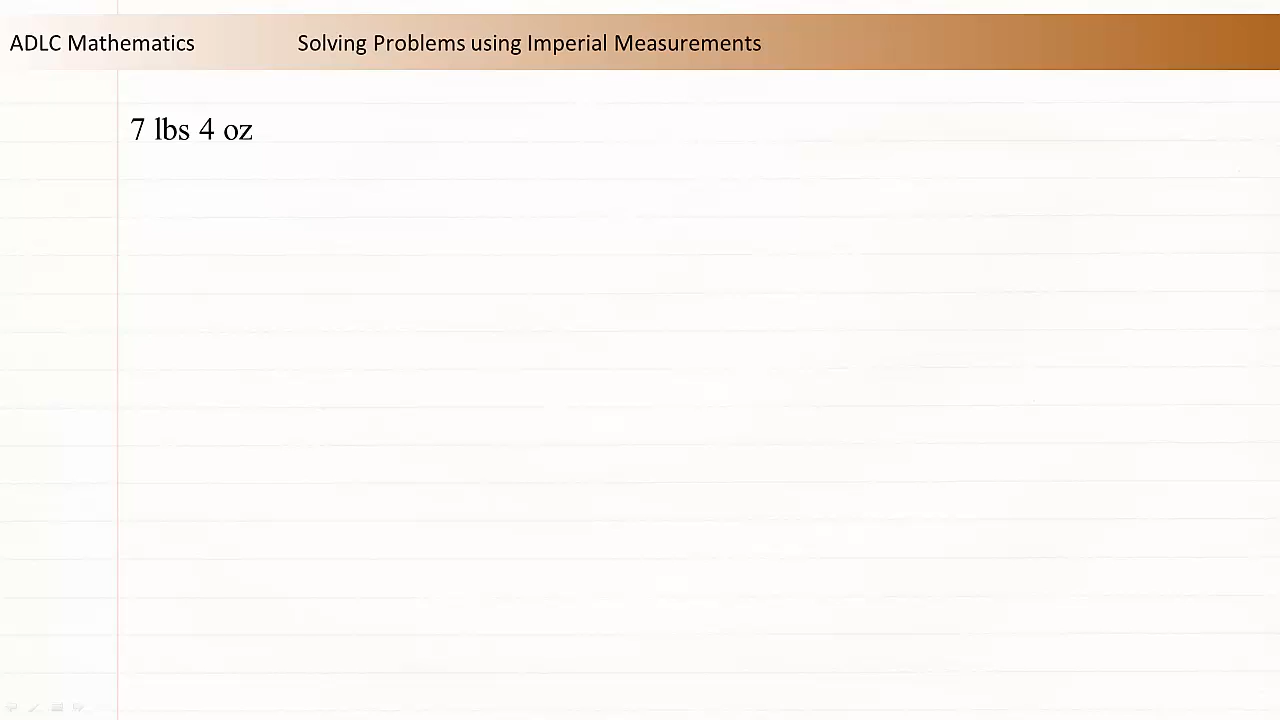 ADLC Mathematics Solving Problems using Imperial Measurements
7 lbs 4 oz